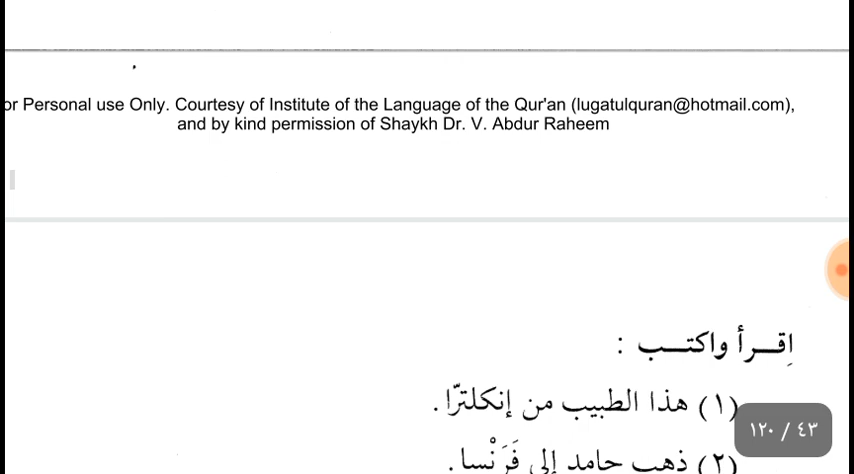 or Personal use Only. Courtesy of Institute of the Language of the Qur'an (lugatulquran@hotmail.com),
and by kind permission of Shaykh Dr. V. Abdur Raheem
اِقــرأ واكتــب :
(١) هذا الطبيب من إنكلترّا .
١٢٠ / ٤٣
(٢) ذهب حامد إلى فَرَنْسا .